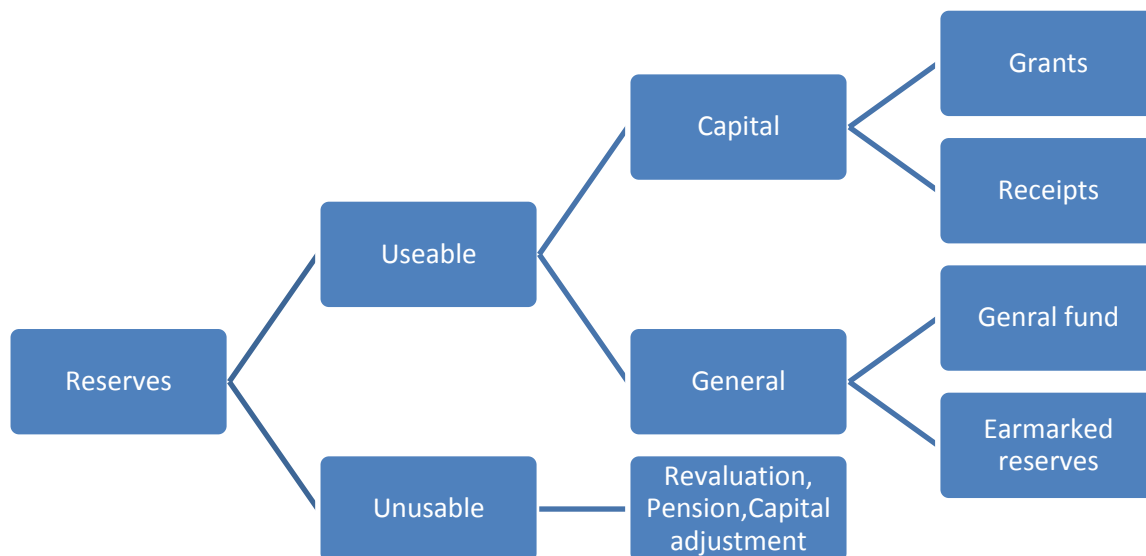 Grants
Capital
Receipts
Useable
Genral fund
Reserves
General
Earmarked
reserves
Unusable
Revaluation,
Pension,Capital
adjustment